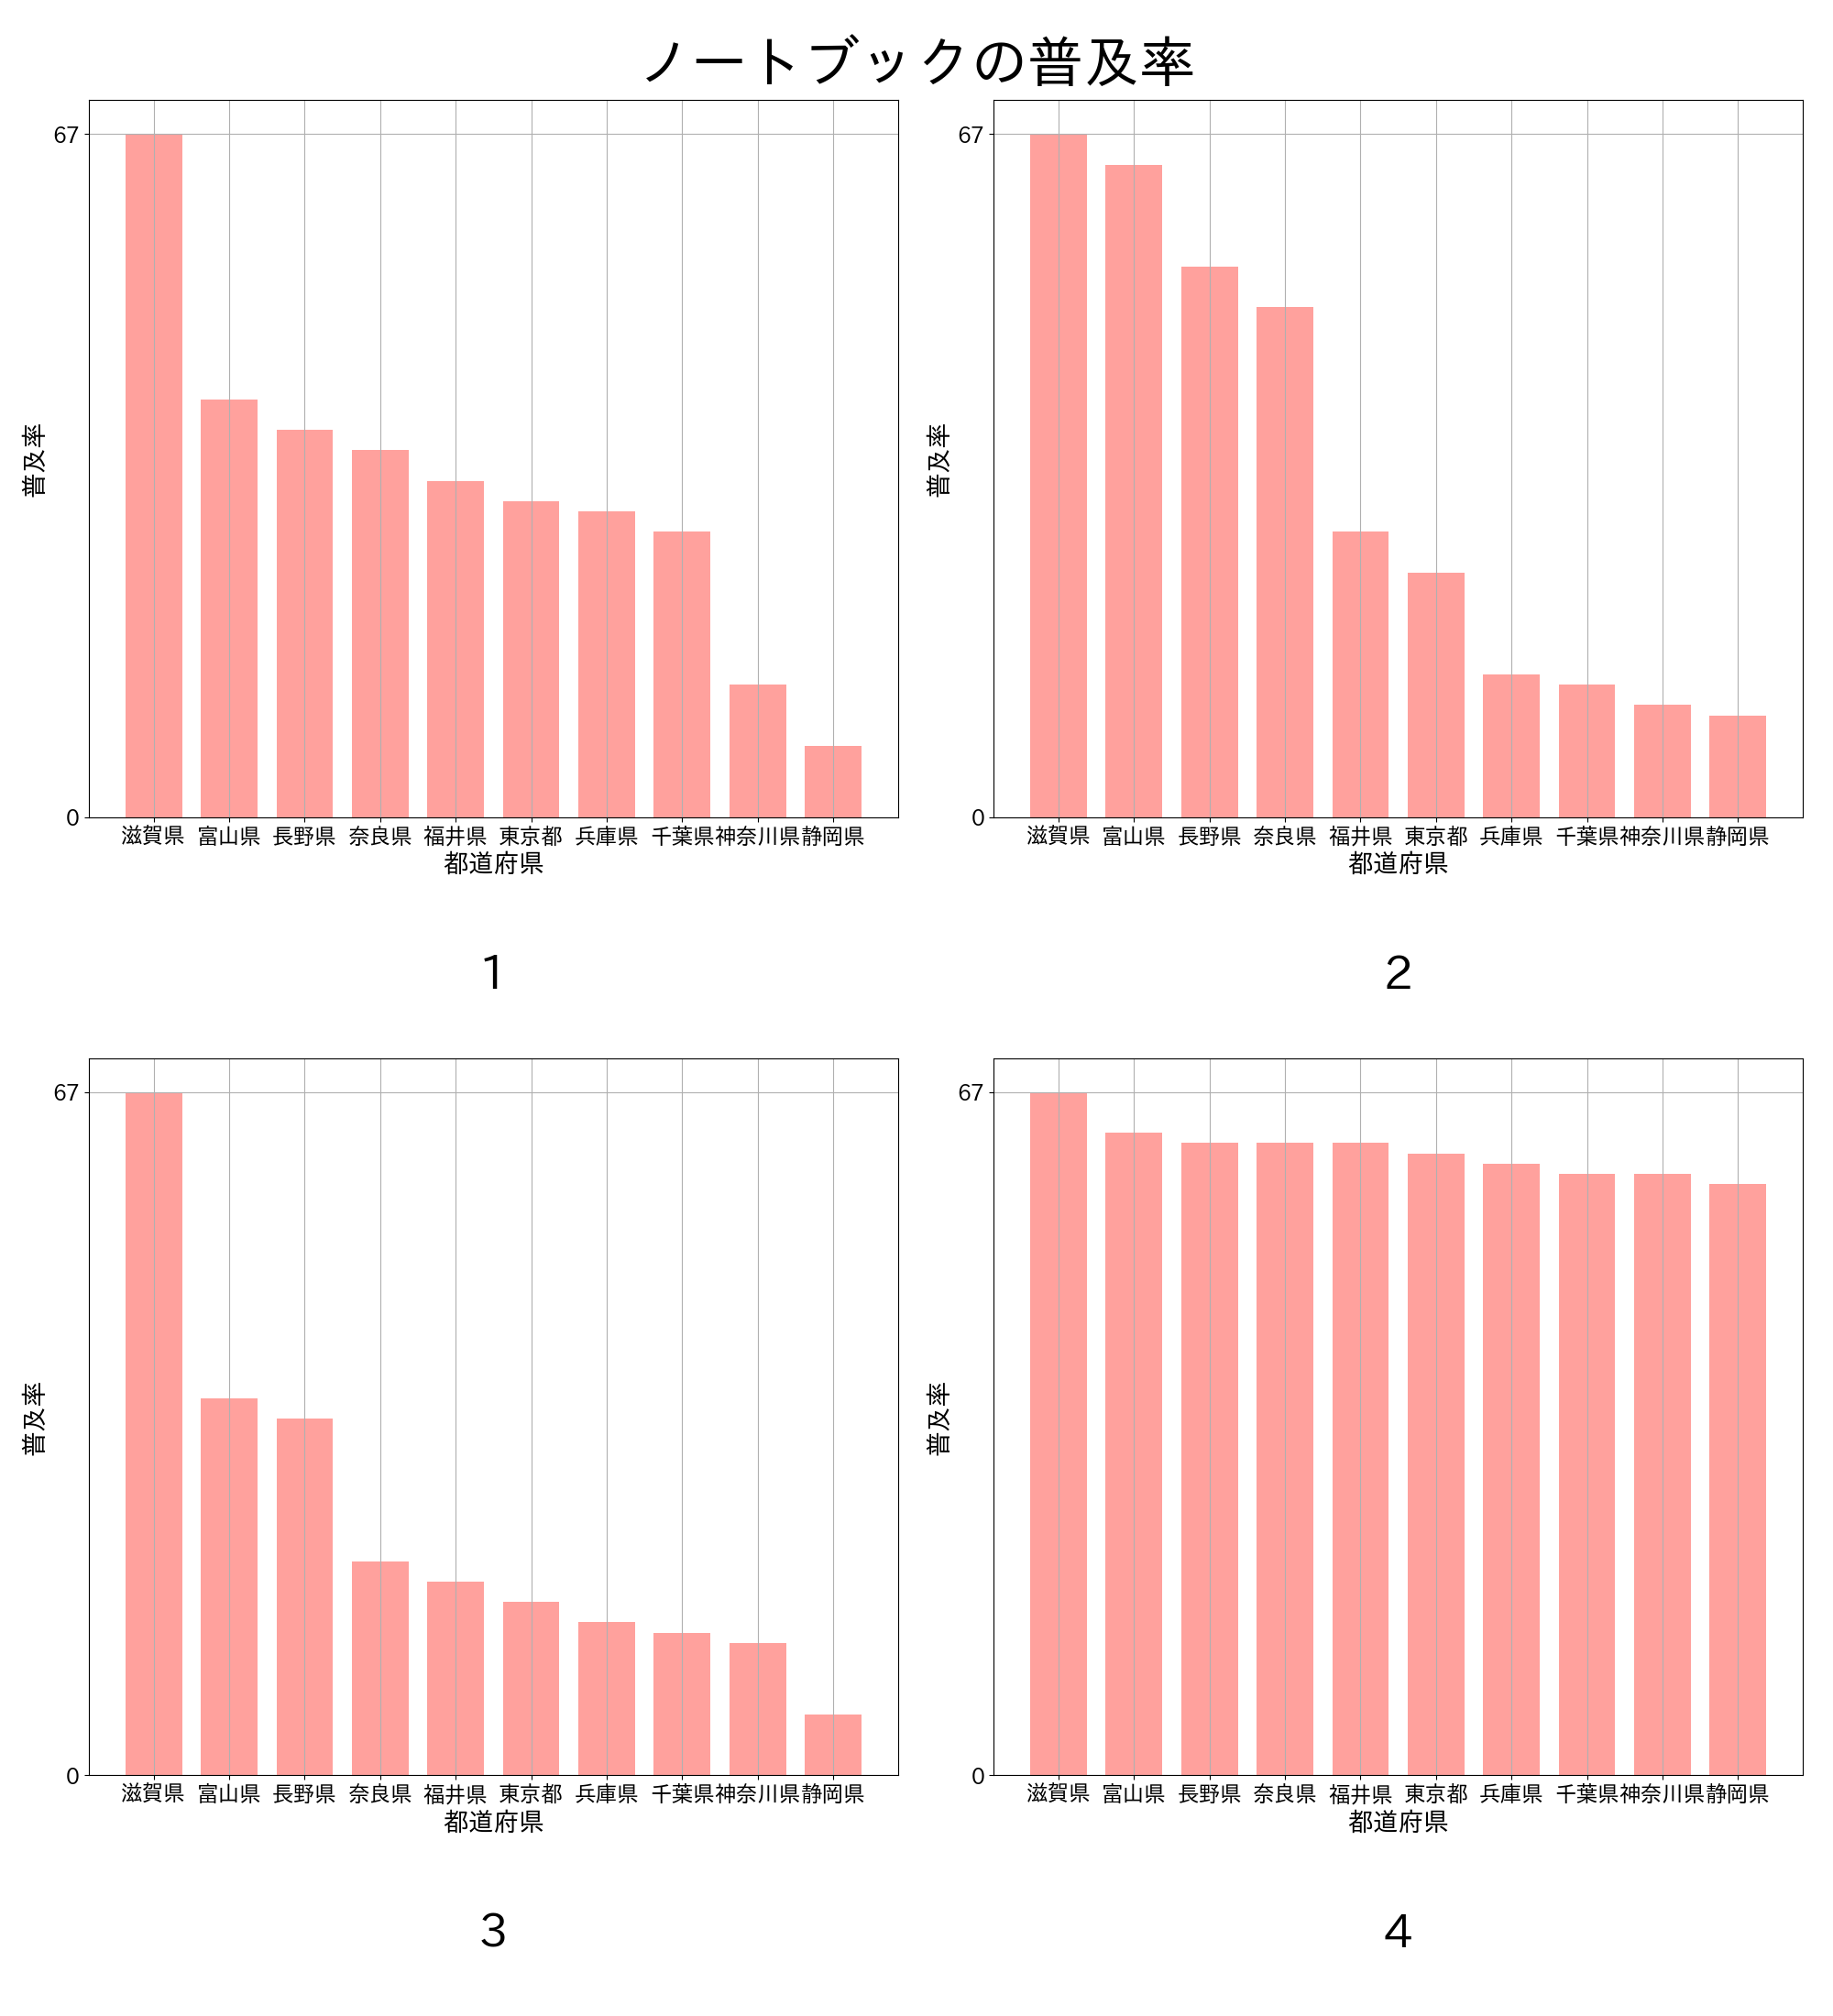 ノートブックの普及率
67
0
普及率
滋賀県 富山県 長野県 奈良県 福井県 東京都 兵庫県 千葉県 神奈川県 静岡県
都道府県
1
67
0
普及率
滋賀県 富山県 長野県 奈良県 福井県 東京都 兵庫県 千葉県 神奈川県 静岡県
都道府県
2
67
0
普及率
滋賀県 富山県 長野県 奈良県 福井県 東京都 兵庫県 千葉県 神奈川県 静岡県
都道府県
3
67
0
普及率
滋賀県 富山県 長野県 奈良県 福井県 東京都 兵庫県 千葉県 神奈川県 静岡県
都道府県
4